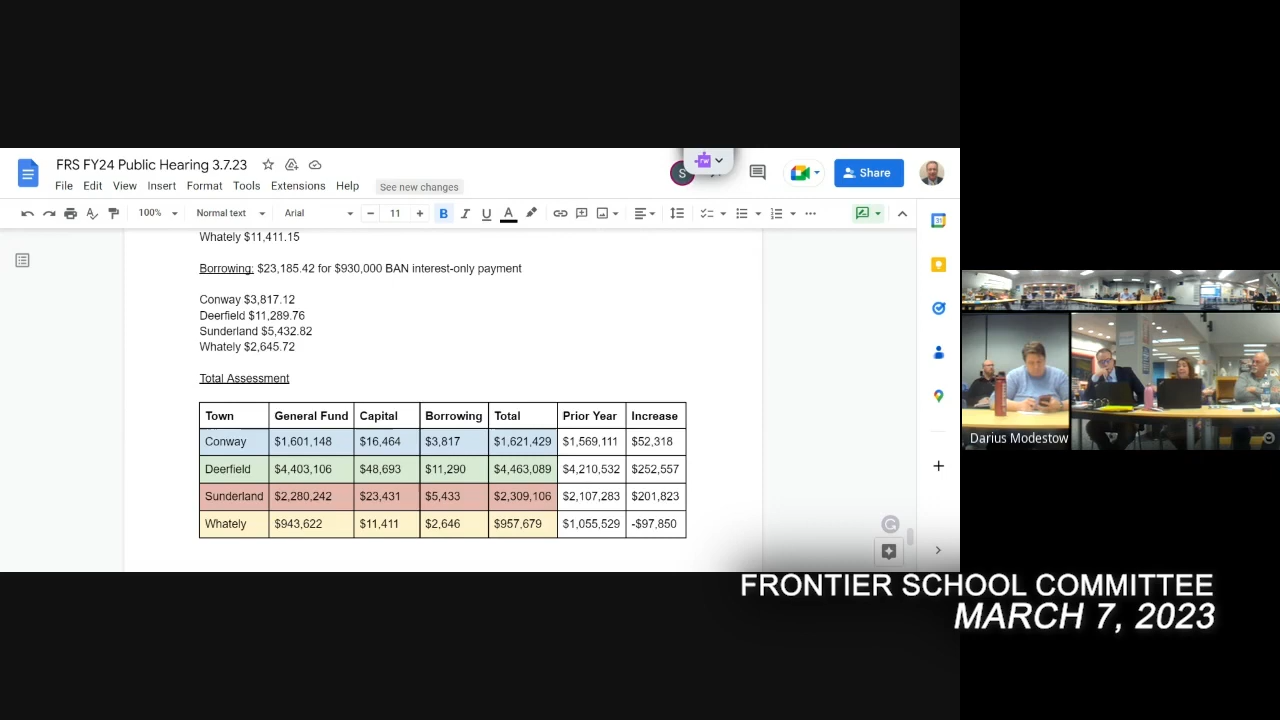 FRS FY24 Public Hearing 3.7.23
File Edit View Insert Format Tools Extensions Help See new changes
S
rw
Share
100% Normal text Arial 11 B I U A
31
Whately $11,411.15
Borrowing: $23,185.42 for $930,000 BAN interest-only payment
Conway $3,817.12
Deerfield $11,289.76
Sunderland $5,432.82
Whately $2,645.72
Total Assessment
Town General Fund Capital Borrowing Total Prior Year Increase
Conway $1,601,148 $16,464 $3,817 $1,621,429 $1,569,111 $52,318
Deerfield $4,403,106 $48,693 $11,290 $4,463,089 $4,210,532 $252,557
Sunderland $2,280,242 $23,431 $5,433 $2,309,106 $2,107,283 $201,823
Whately $943,622 $11,411 $2,646 $957,679 $1,055,529 -$97,850
Darius Modestow
FRONTIER SCHOOL COMMITTEE
MARCH 7, 2023